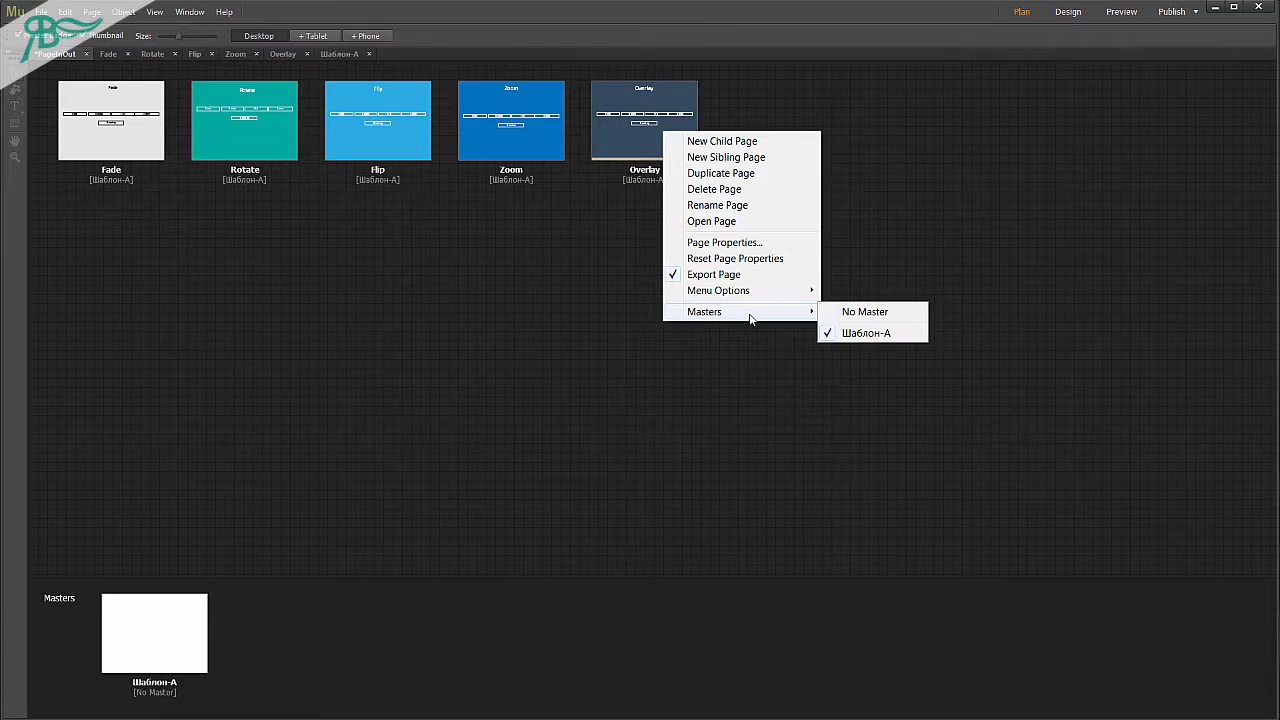 Mu File Edit Page Object View Window Help
Plan Design Preview Publish
Thumbnail Size: Desktop + Tablet + Phone
*PageInOut × Fade × Rotate × Flip × Zoom × Overlay × Шаблон-А ×
Fade
Rotate
Flip
Zoom
Overlay
Fade
[Шаблон-А]
Rotate
[Шаблон-А]
Flip
[Шаблон-А]
Zoom
[Шаблон-А]
Overlay
New Child Page
New Sibling Page
Duplicate Page
Delete Page
Rename Page
Open Page
Page Properties...
Reset Page Properties
Export Page
Menu Options
Masters
No Master
Шаблон-А
Masters
Шаблон-А
[No Master]